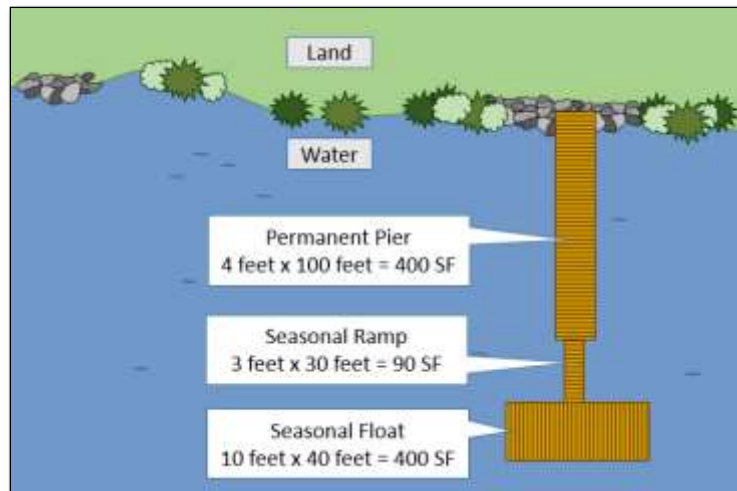 Land
Water
Permanent Pier
4 feet x 100 feet = 400 SF
Seasonal Ramp
3 feet x 30 feet = 90 SF
Seasonal Float
10 feet x 40 feet = 400 SF